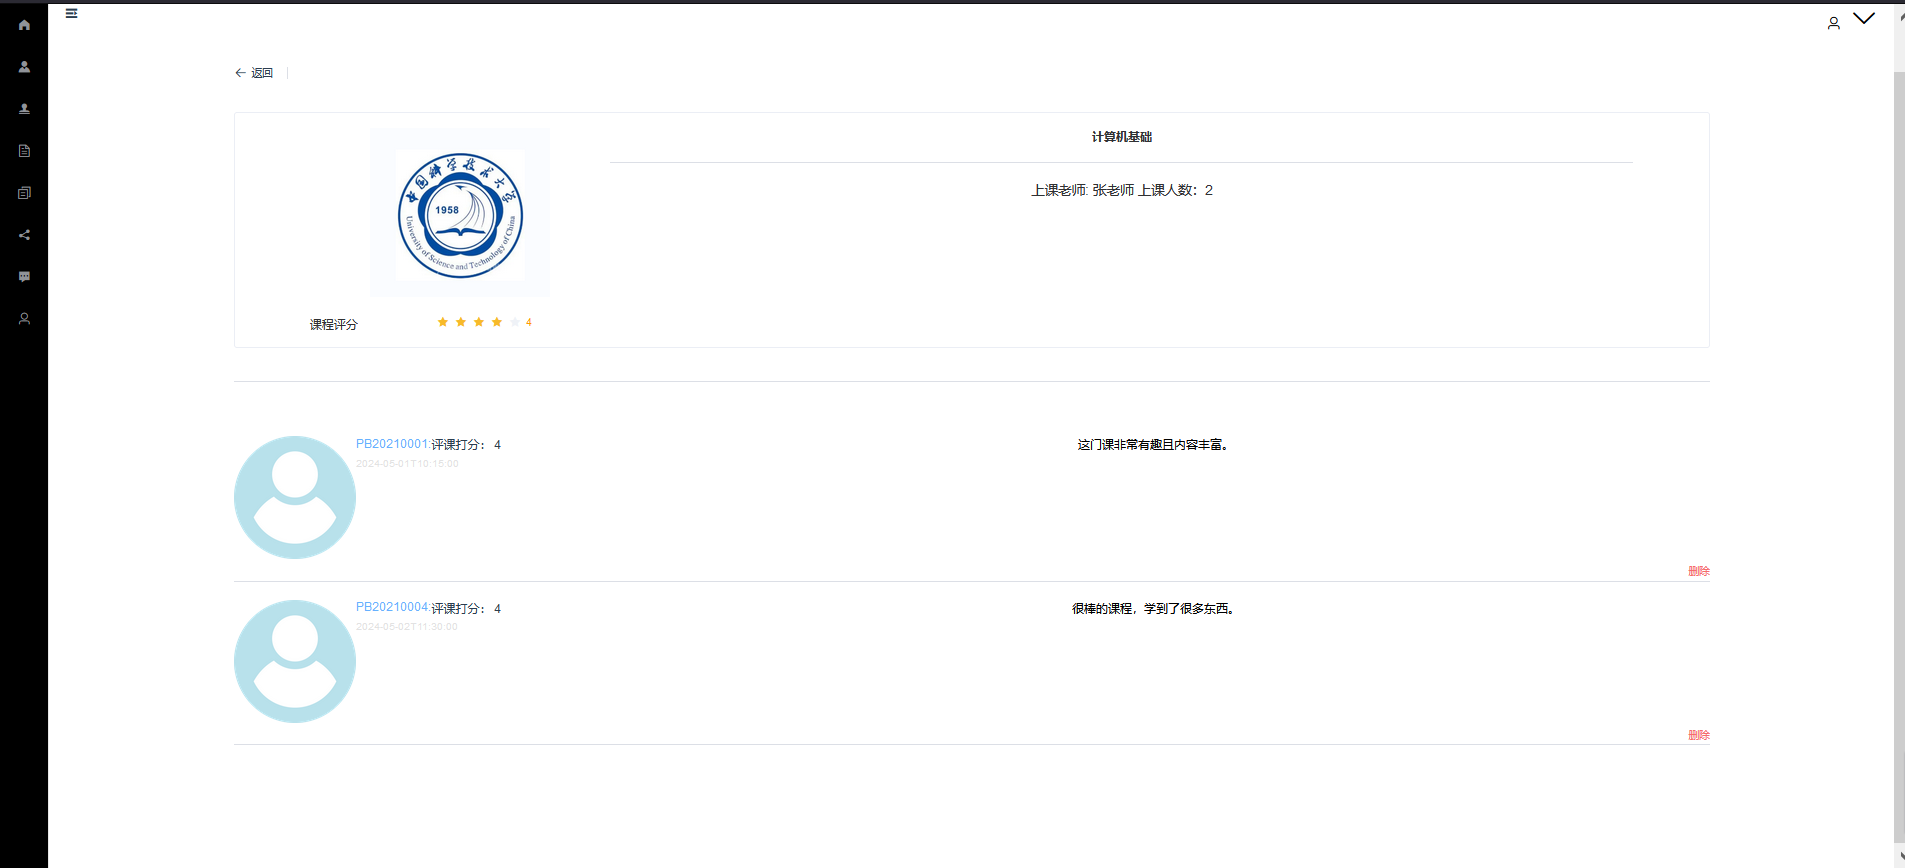 返回
中国科学技术大学
1958
University of Science and Technology of China
计算机基础
上课老师: 张老师 上课人数：2
课程评分
4
PB20210001:评课打分： 4
这门课非常有趣且内容丰富。
2024-05-01T10:15:00
删除
PB20210004:评课打分： 4
很棒的课程，学到了很多东西。
2024-05-02T11:30:00
删除